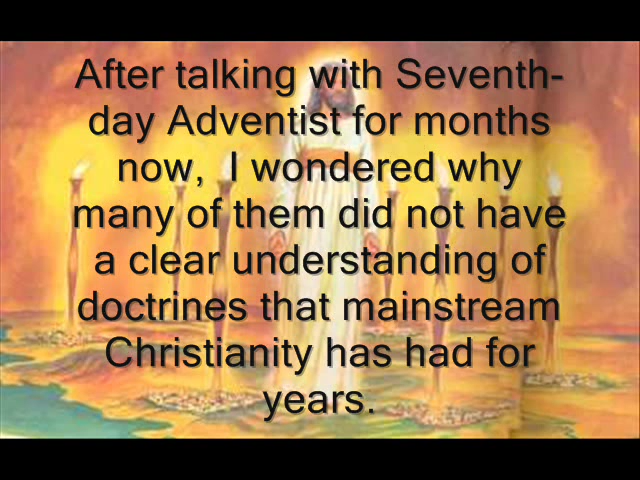 After talking with Seventh-
day Adventist for months
now,  I wondered why
many of them did not have
a clear understanding of
doctrines that mainstream
Christianity has had for
years.